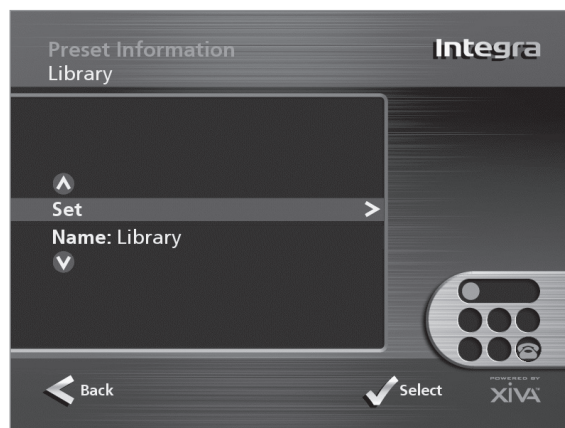 Preset Information
Integra
Library
Set
Name: Library
Back
Select
POWERED BY
XiVA